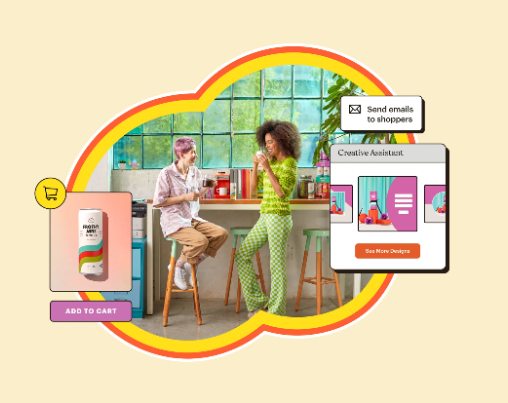 Send emails
to shoppers
Creative Assistant
See More Designs
ADD TO CART